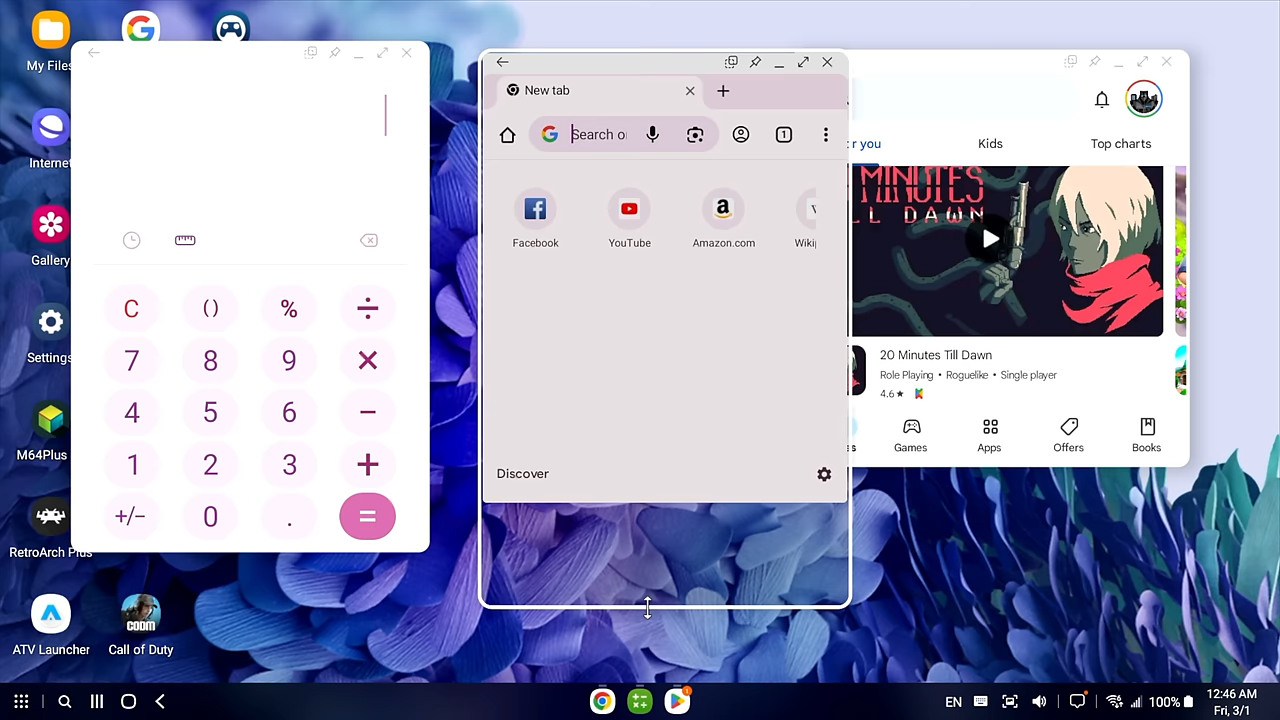 My Files
Internet
Gallery
Settings
M64Plus
RetroArch Plus
ATV Launcher
Call of Duty
CODM
C
()
%
÷
7
8
9
×
4
5
6
−
1
2
3
+
+/−
0
.
=
New tab
Search o
1
Facebook
YouTube
Amazon.com
Wikip
Discover
r you
Kids
Top charts
MINUTES
LL DAWN
20 Minutes Till Dawn
Role Playing • Roguelike • Single player
4.6★
Games
Apps
Offers
Books
EN
100%
12:46 AM
Fri, 3/1